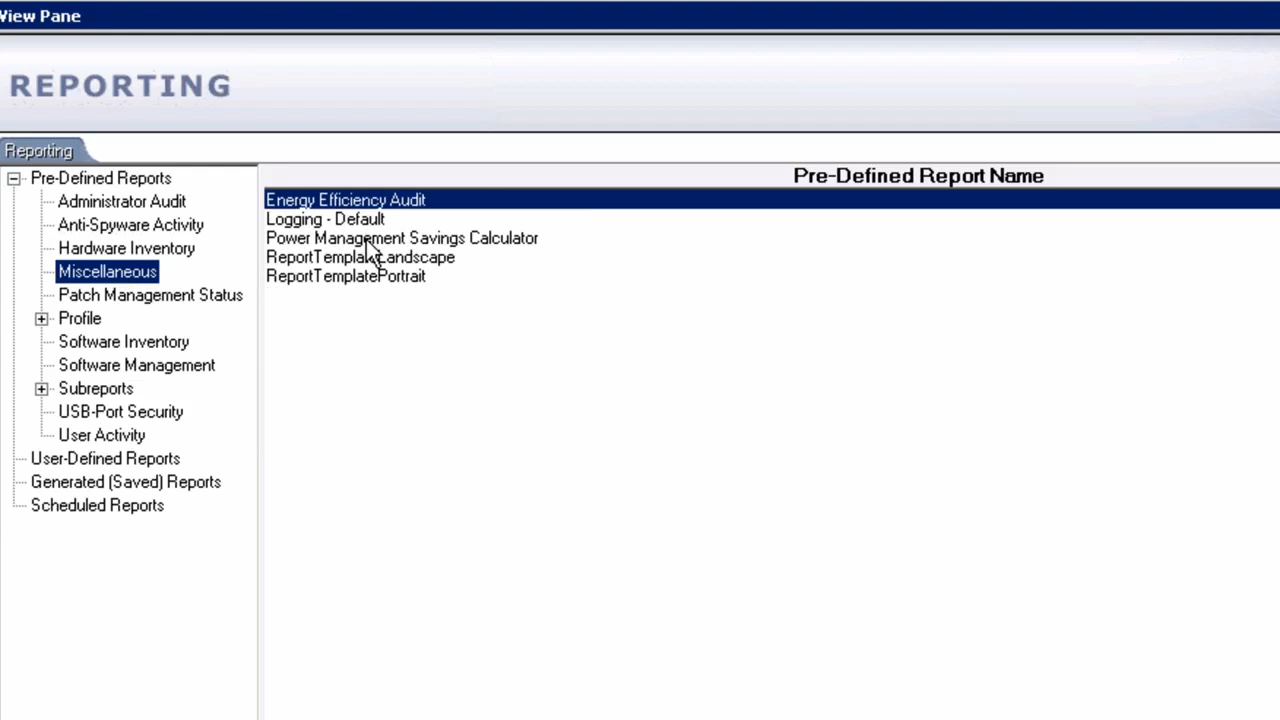 View Pane
REPORTING
Reporting
Pre-Defined Reports
Administrator Audit
Anti-Spyware Activity
Hardware Inventory
Miscellaneous
Patch Management Status
Profile
Software Inventory
Software Management
Subreports
USB-Port Security
User Activity
User-Defined Reports
Generated (Saved) Reports
Scheduled Reports
Pre-Defined Report Name
Energy Efficiency Audit
Logging - Default
Power Management Savings Calculator
ReportTemplateLandscape
ReportTemplatePortrait